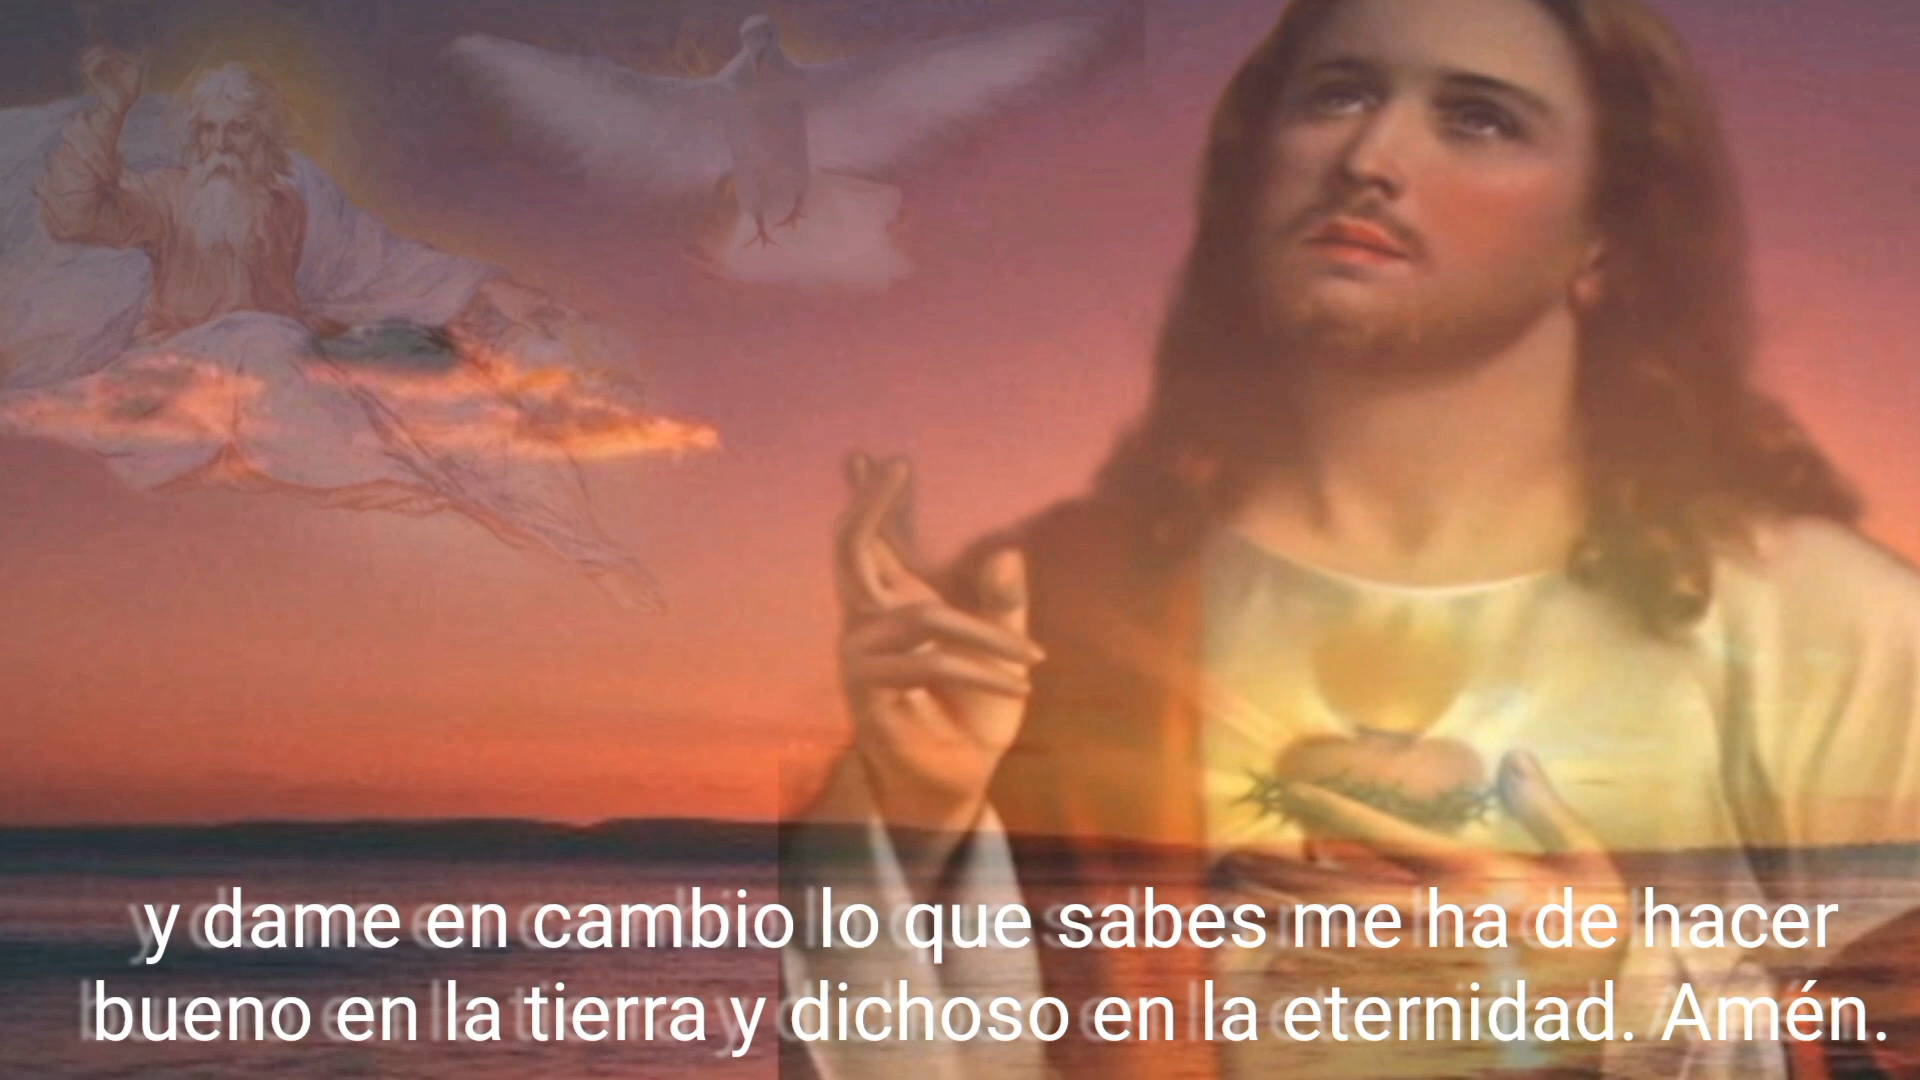 y dame en cambio lo que sabes me ha de hacer
bueno en la tierra y dichoso en la eternidad. Amén.